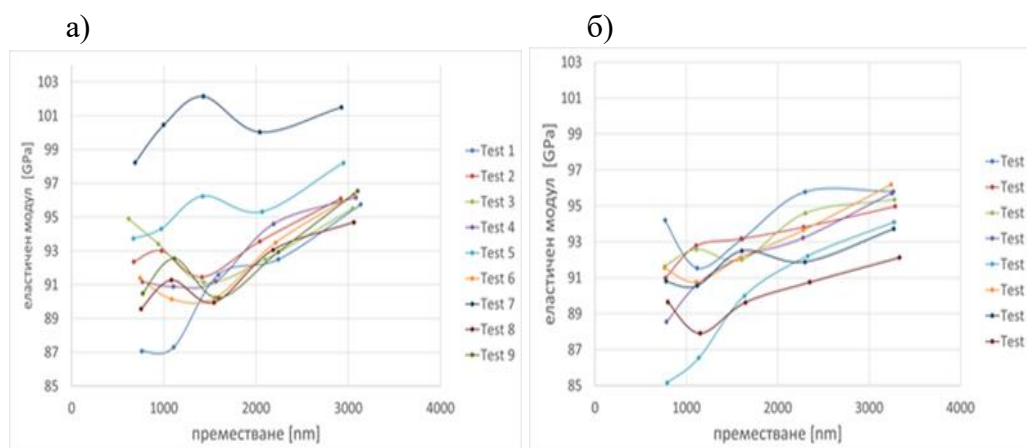 а)
б)
еластичен модул [GPa]
103
101
99
97
95
93
91
89
87
85
0
1000
2000
3000
4000
преместване [nm]
Test 1
Test 2
Test 3
Test 4
Test 5
Test 6
Test 7
Test 8
Test 9
еластичен модул [GPa]
103
101
99
97
95
93
91
89
87
85
0
1000
2000
3000
4000
преместване [nm]
Test
Test
Test
Test
Test
Test
Test
Test